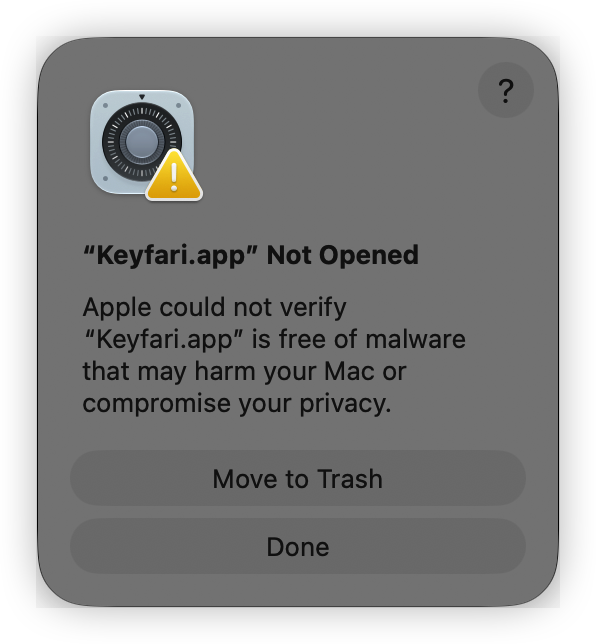 ?
“Keyfari.app” Not Opened
Apple could not verify
“Keyfari.app” is free of malware
that may harm your Mac or
compromise your privacy.
Move to Trash
Done